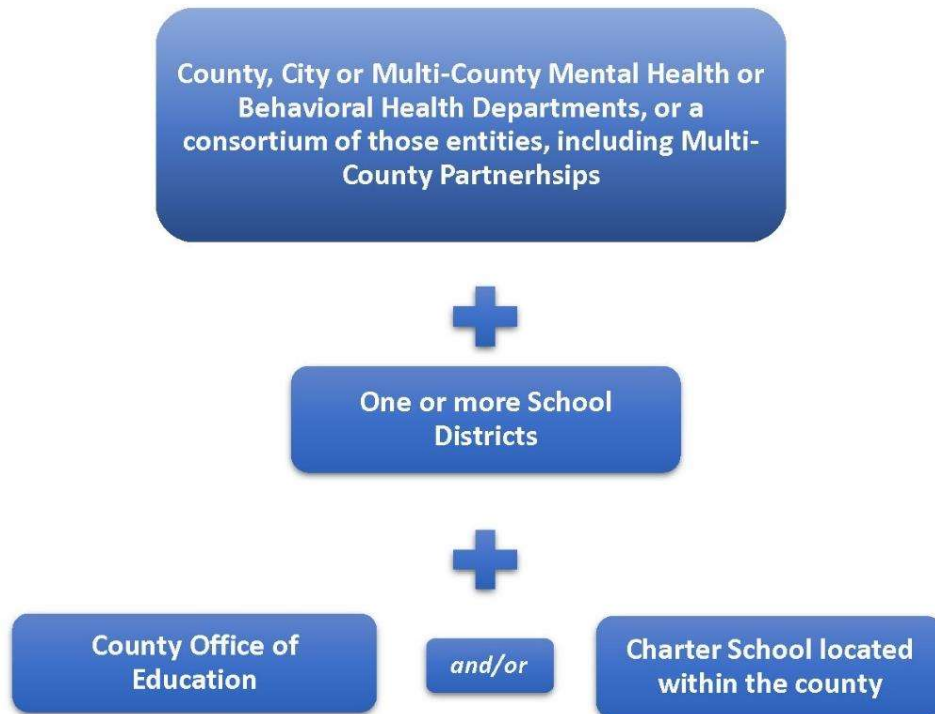 County, City or Multi-County Mental Health or
Behavioral Health Departments, or a
consortium of those entities, including Multi-
County Partnerhsips
One or more School
Districts
County Office of
Education
and/or
Charter School located
within the county